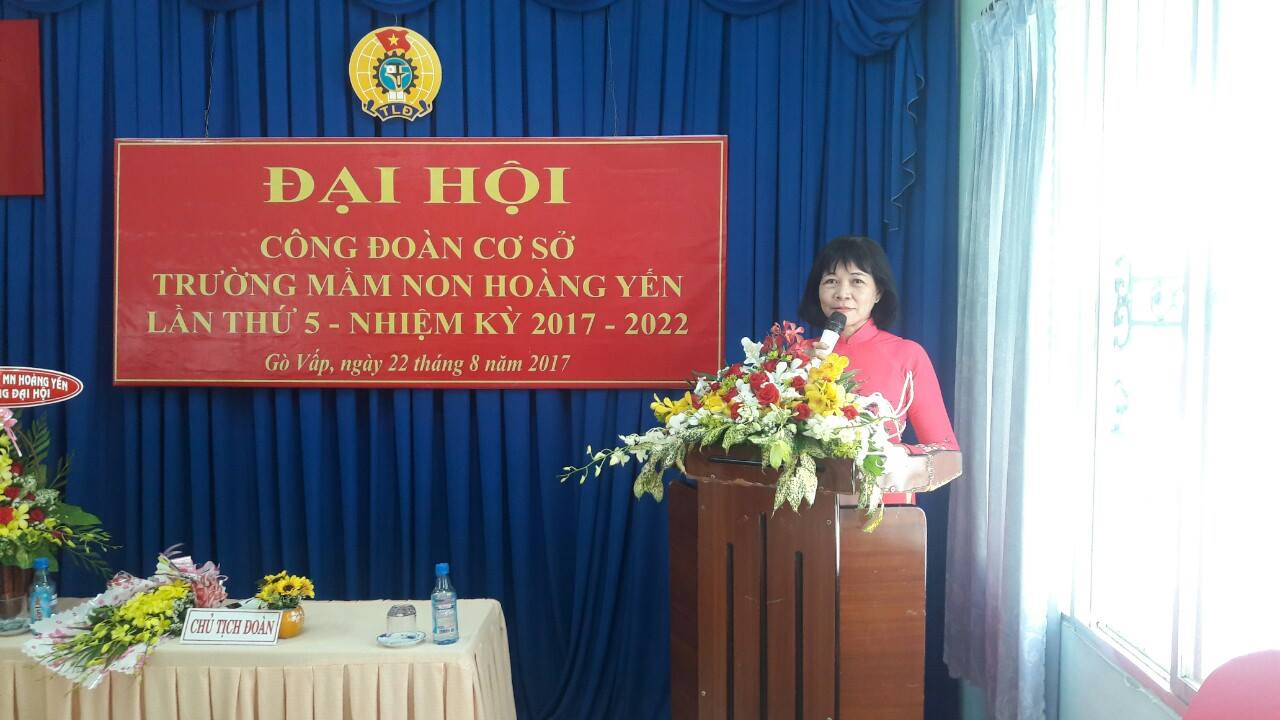 TLĐ
ĐẠI HỘI
CÔNG ĐOÀN CƠ SỞ
TRƯỜNG MẦM NON HOÀNG YẾN
LẦN THỨ 5 - NHIỆM KỲ 2017 - 2022
Gò Vấp, ngày 22 tháng 8 năm 2017
MN HOÀNG YẾN
ĐẠI HỘI
CHỦ TỊCH ĐOÀN